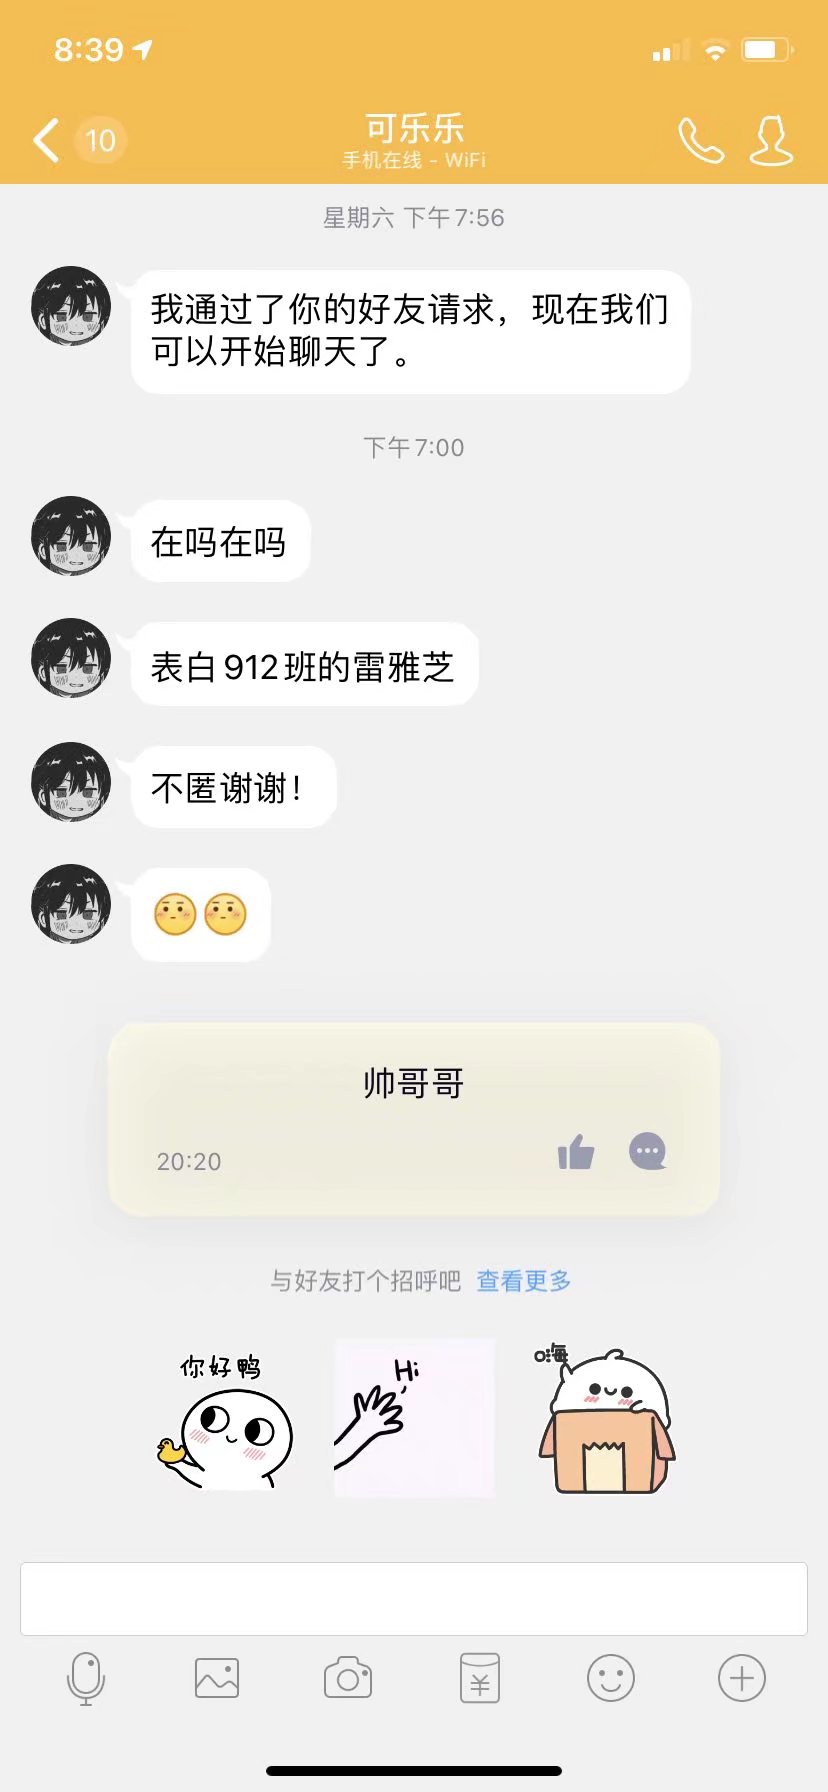 8:39
10
可乐乐
手机在线 - WiFi
星期六 下午7:56
我通过了你的好友请求，现在我们
可以开始聊天了。
下午7:00
在吗在吗
表白912班的雷雅芝
不匿谢谢！
帅哥哥
20:20
与好友打个招呼吧 查看更多
你好鸭
Hi
嗨